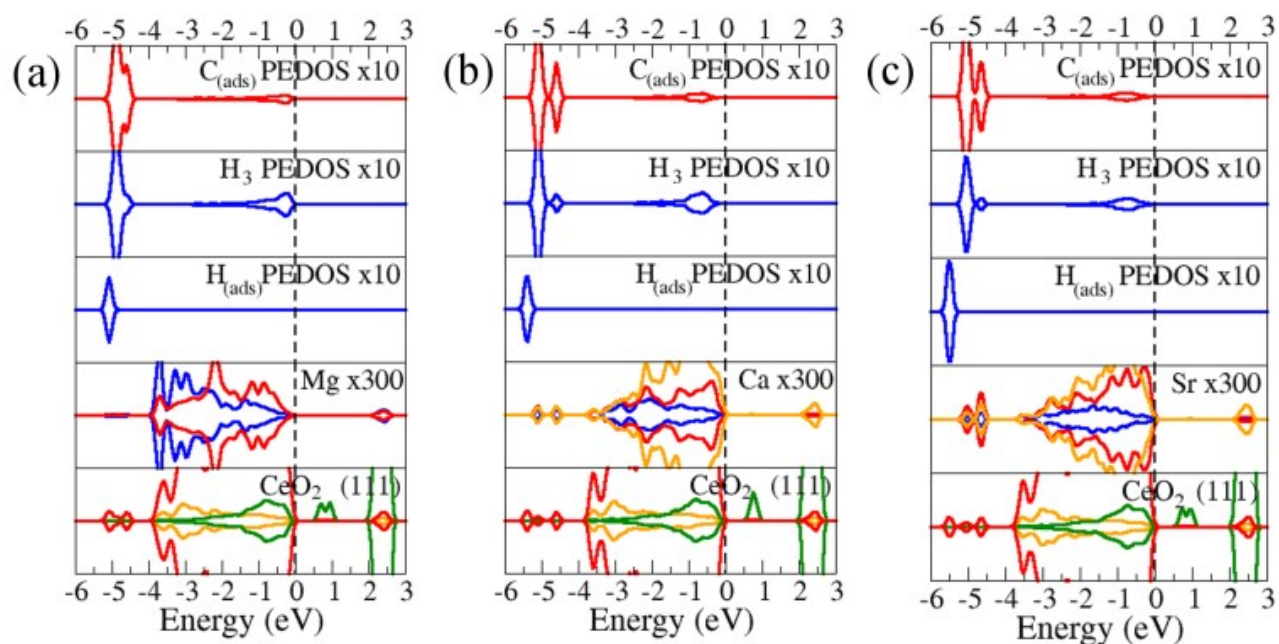 -6 -5 -4 -3 -2 -1 0 1 2 3
(a)
C(ads) PEDOS x10
H3 PEDOS x10
H(ads) PEDOS x10
Mg x300
CeO2 (111)
-6 -5 -4 -3 -2 -1 0 1 2 3
Energy (eV)
-6 -5 -4 -3 -2 -1 0 1 2 3
(b)
C(ads) PEDOS x10
H3 PEDOS x10
H(ads) PEDOS x10
Ca x300
CeO2 (111)
-6 -5 -4 -3 -2 -1 0 1 2 3
Energy (eV)
-6 -5 -4 -3 -2 -1 0 1 2 3
(c)
C(ads) PEDOS x10
H3 PEDOS x10
H(ads) PEDOS x10
Sr x300
CeO2 (111)
-6 -5 -4 -3 -2 -1 0 1 2 3
Energy (eV)